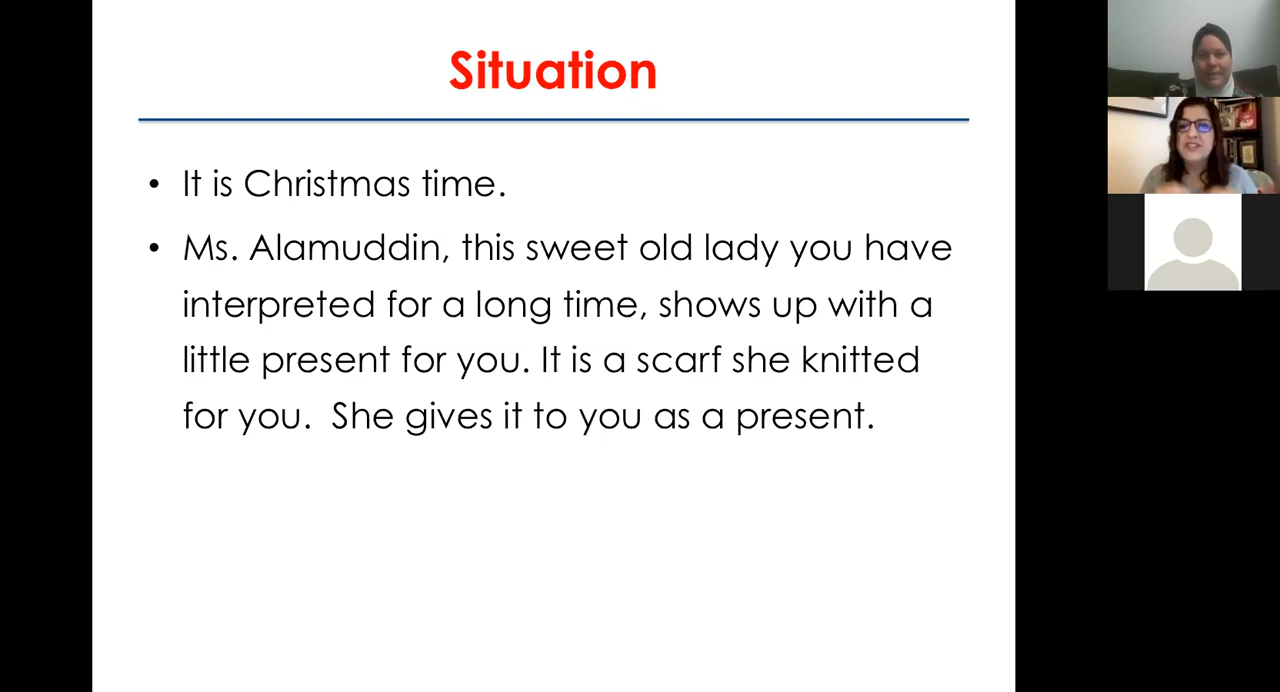 Situation
• It is Christmas time.
• Ms. Alamuddin, this sweet old lady you have
interpreted for a long time, shows up with a
little present for you. It is a scarf she knitted
for you.  She gives it to you as a present.